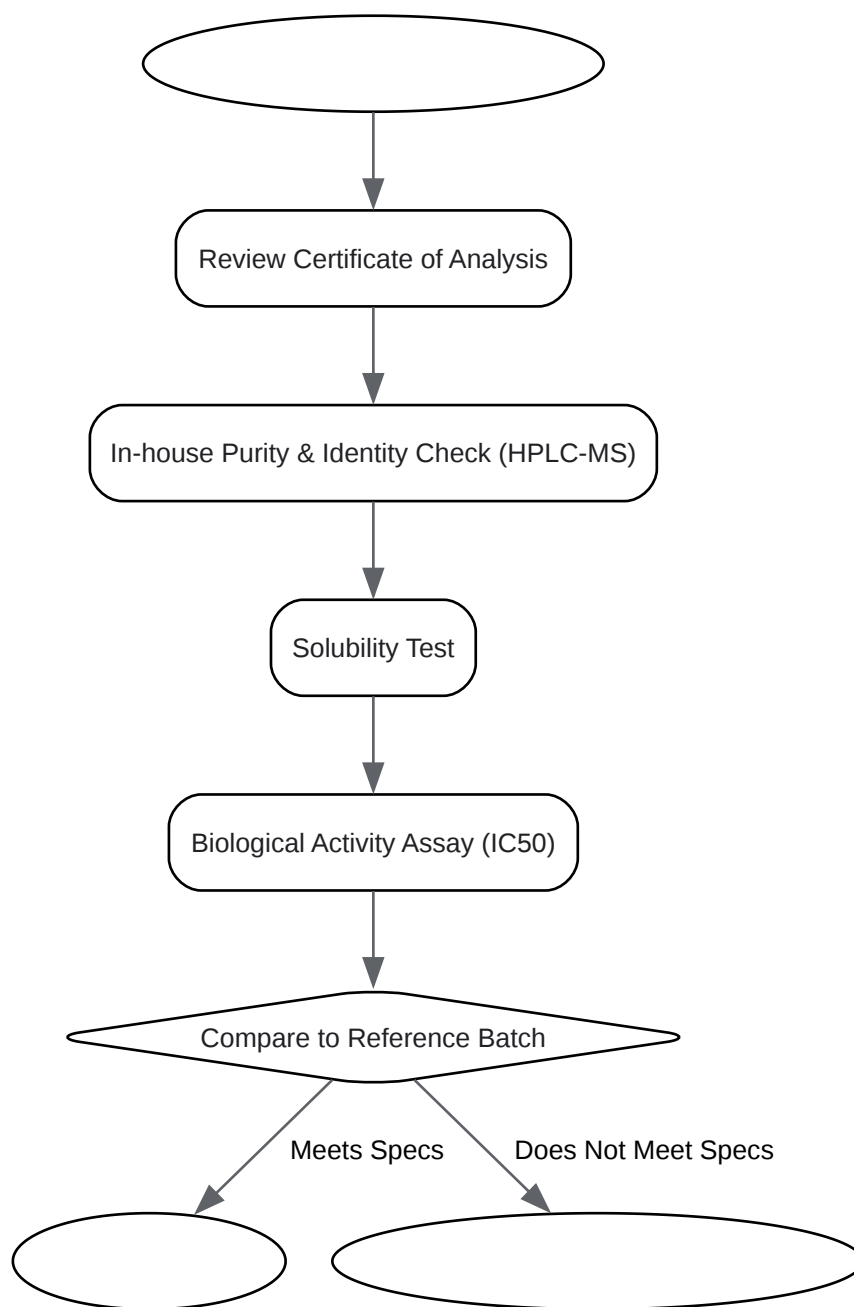 Review Certificate of Analysis
In-house Purity & Identity Check (HPLC-MS)
Solubility Test
Biological Activity Assay (IC50)
Compare to Reference Batch
Meets Specs
Does Not Meet Specs